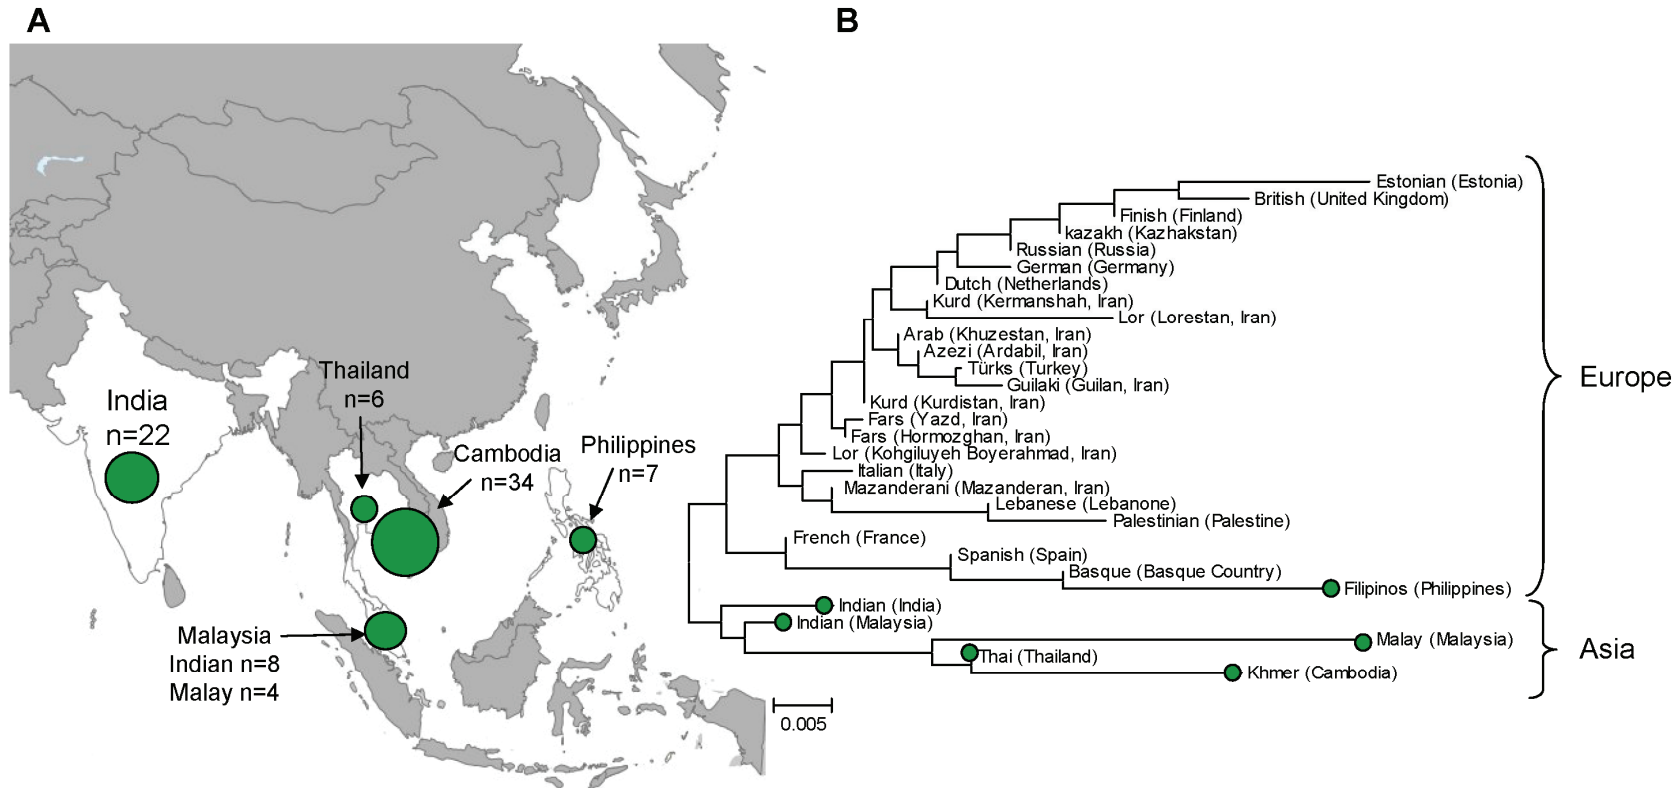 A
B
Thailand
n=6
India
n=22
Cambodia
n=34
Philippines
n=7
Malaysia
Indian n=8
Malay n=4
Estonian (Estonia)
British (United Kingdom)
Finish (Finland)
kazakh (Kazhakstan)
Russian (Russia)
German (Germany)
Dutch (Netherlands)
Kurd (Kermanshah, Iran)
Lor (Lorestan, Iran)
Arab (Khuzestan, Iran)
Azezi (Ardabil, Iran)
Türks (Turkey)
Guilaki (Guilan, Iran)
Kurd (Kurdistan, Iran)
Fars (Yazd, Iran)
Fars (Hormozghan, Iran)
Lor (Kohgiluyeh Boyerahmad, Iran)
Italian (Italy)
Mazanderani (Mazanderan, Iran)
Lebanese (Lebanone)
Palestinian (Palestine)
French (France)
Spanish (Spain)
Basque (Basque Country)
Filipinos (Philippines)
Indian (India)
Indian (Malaysia)
Malay (Malaysia)
Thai (Thailand)
Khmer (Cambodia)
Europe
Asia
0.005